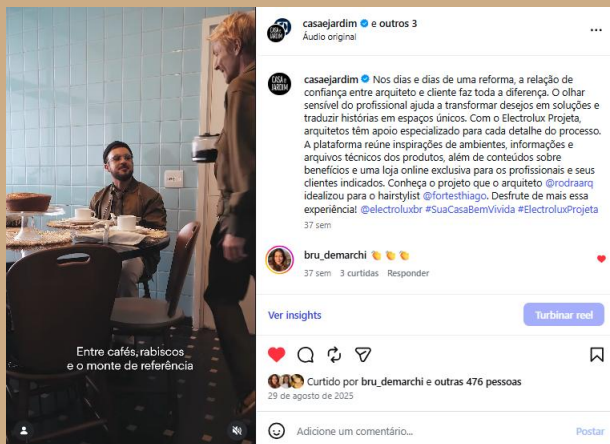 casaejardim e outros 3
Áudio original
casaejardim Nos dias e dias de uma reforma, a relação de
confiança entre arquiteto e cliente faz toda a diferença. O olhar
sensível do profissional ajuda a transformar desejos em soluções e
traduzir histórias em espaços únicos. Com o Electrolux Projeta,
arquitetos têm apoio especializado para cada detalhe do processo.
A plataforma reúne inspirações de ambientes, informações e
arquivos técnicos dos produtos, além de conteúdos sobre
benefícios e uma loja online exclusiva para os profissionais e seus
clientes indicados. Conheça o projeto que o arquiteto @rodraarq
idealizou para o hairstylist @fortesthiago. Desfrute de mais essa
experiência! @electroluxbr #SuaCasaBemVivida #ElectroluxProjeta
37 sem
bru_demarchi
37 sem 3 curtidas Responder
Ver insights
Turbinar reel
Entre cafés, rabiscos
e o monte de referência
Curtido por bru_demarchi e outras 476 pessoas
29 de agosto de 2025
Adicione um comentário...
Postar